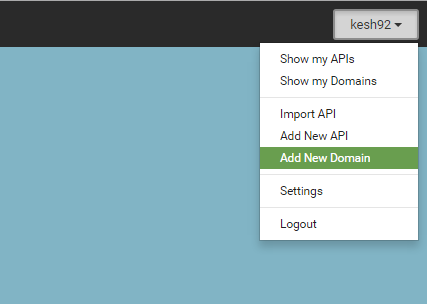 kesh92
Show my APIs
Show my Domains
Import API
Add New API
Add New Domain
Settings
Logout